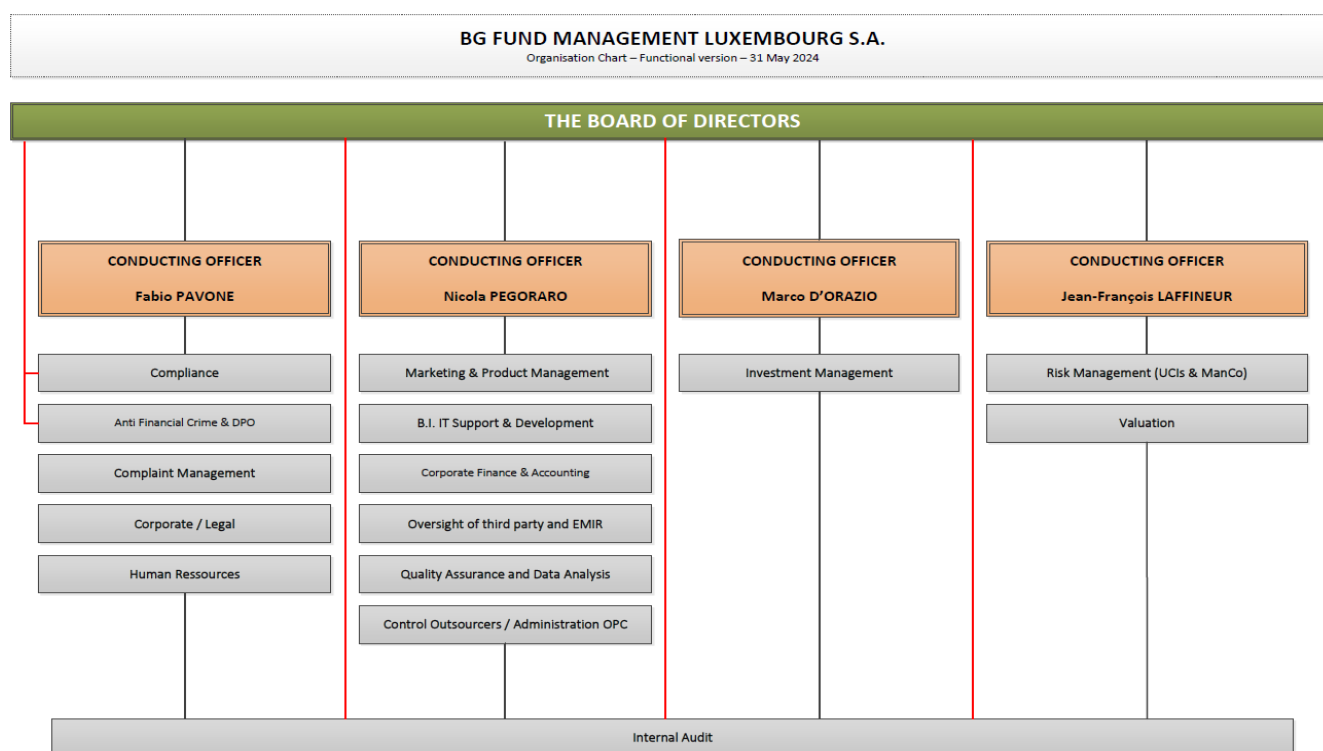 BG FUND MANAGEMENT LUXEMBOURG S.A.
Organisation Chart – Functional version – 31 May 2024
THE BOARD OF DIRECTORS
CONDUCTING OFFICER
Fabio PAVONE
Compliance
Anti Financial Crime & DPO
Complaint Management
Corporate / Legal
Human Ressources
CONDUCTING OFFICER
Nicola PEGORARO
Marketing & Product Management
B.I. IT Support & Development
Corporate Finance & Accounting
Oversight of third party and EMIR
Quality Assurance and Data Analysis
Control Outsourcers / Administration OPC
CONDUCTING OFFICER
Marco D'ORAZIO
Investment Management
CONDUCTING OFFICER
Jean-François LAFFINEUR
Risk Management (UCIs & ManCo)
Valuation
Internal Audit